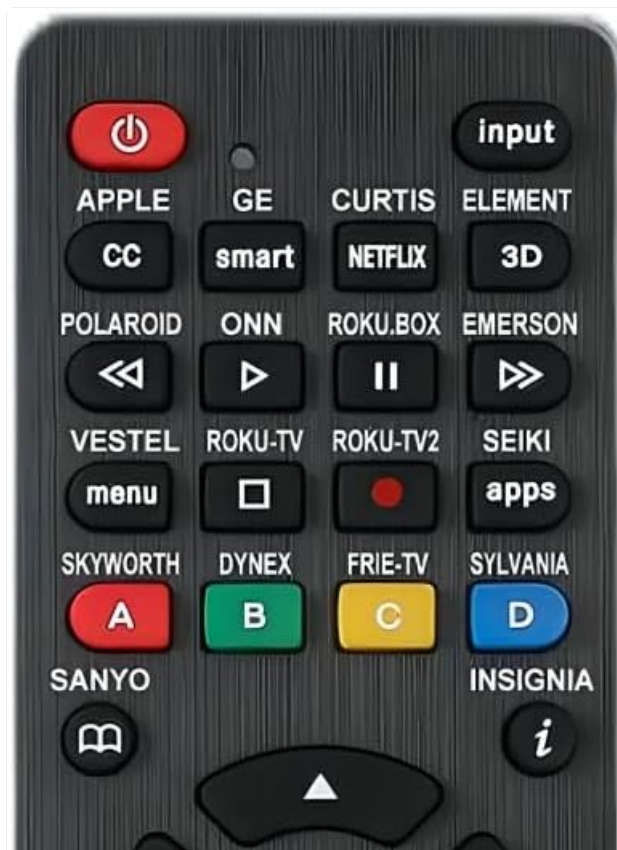 input
APPLE GE CURTIS ELEMENT
CC smart NETFLIX 3D
POLAROID ONN ROKU.BOX EMERSON
VESTEL ROKU-TV ROKU-TV2 SEIKI
menu apps
SKYWORTH DYNEX FRIE-TV SYLVANIA
A B C D
SANYO INSIGNIA
i